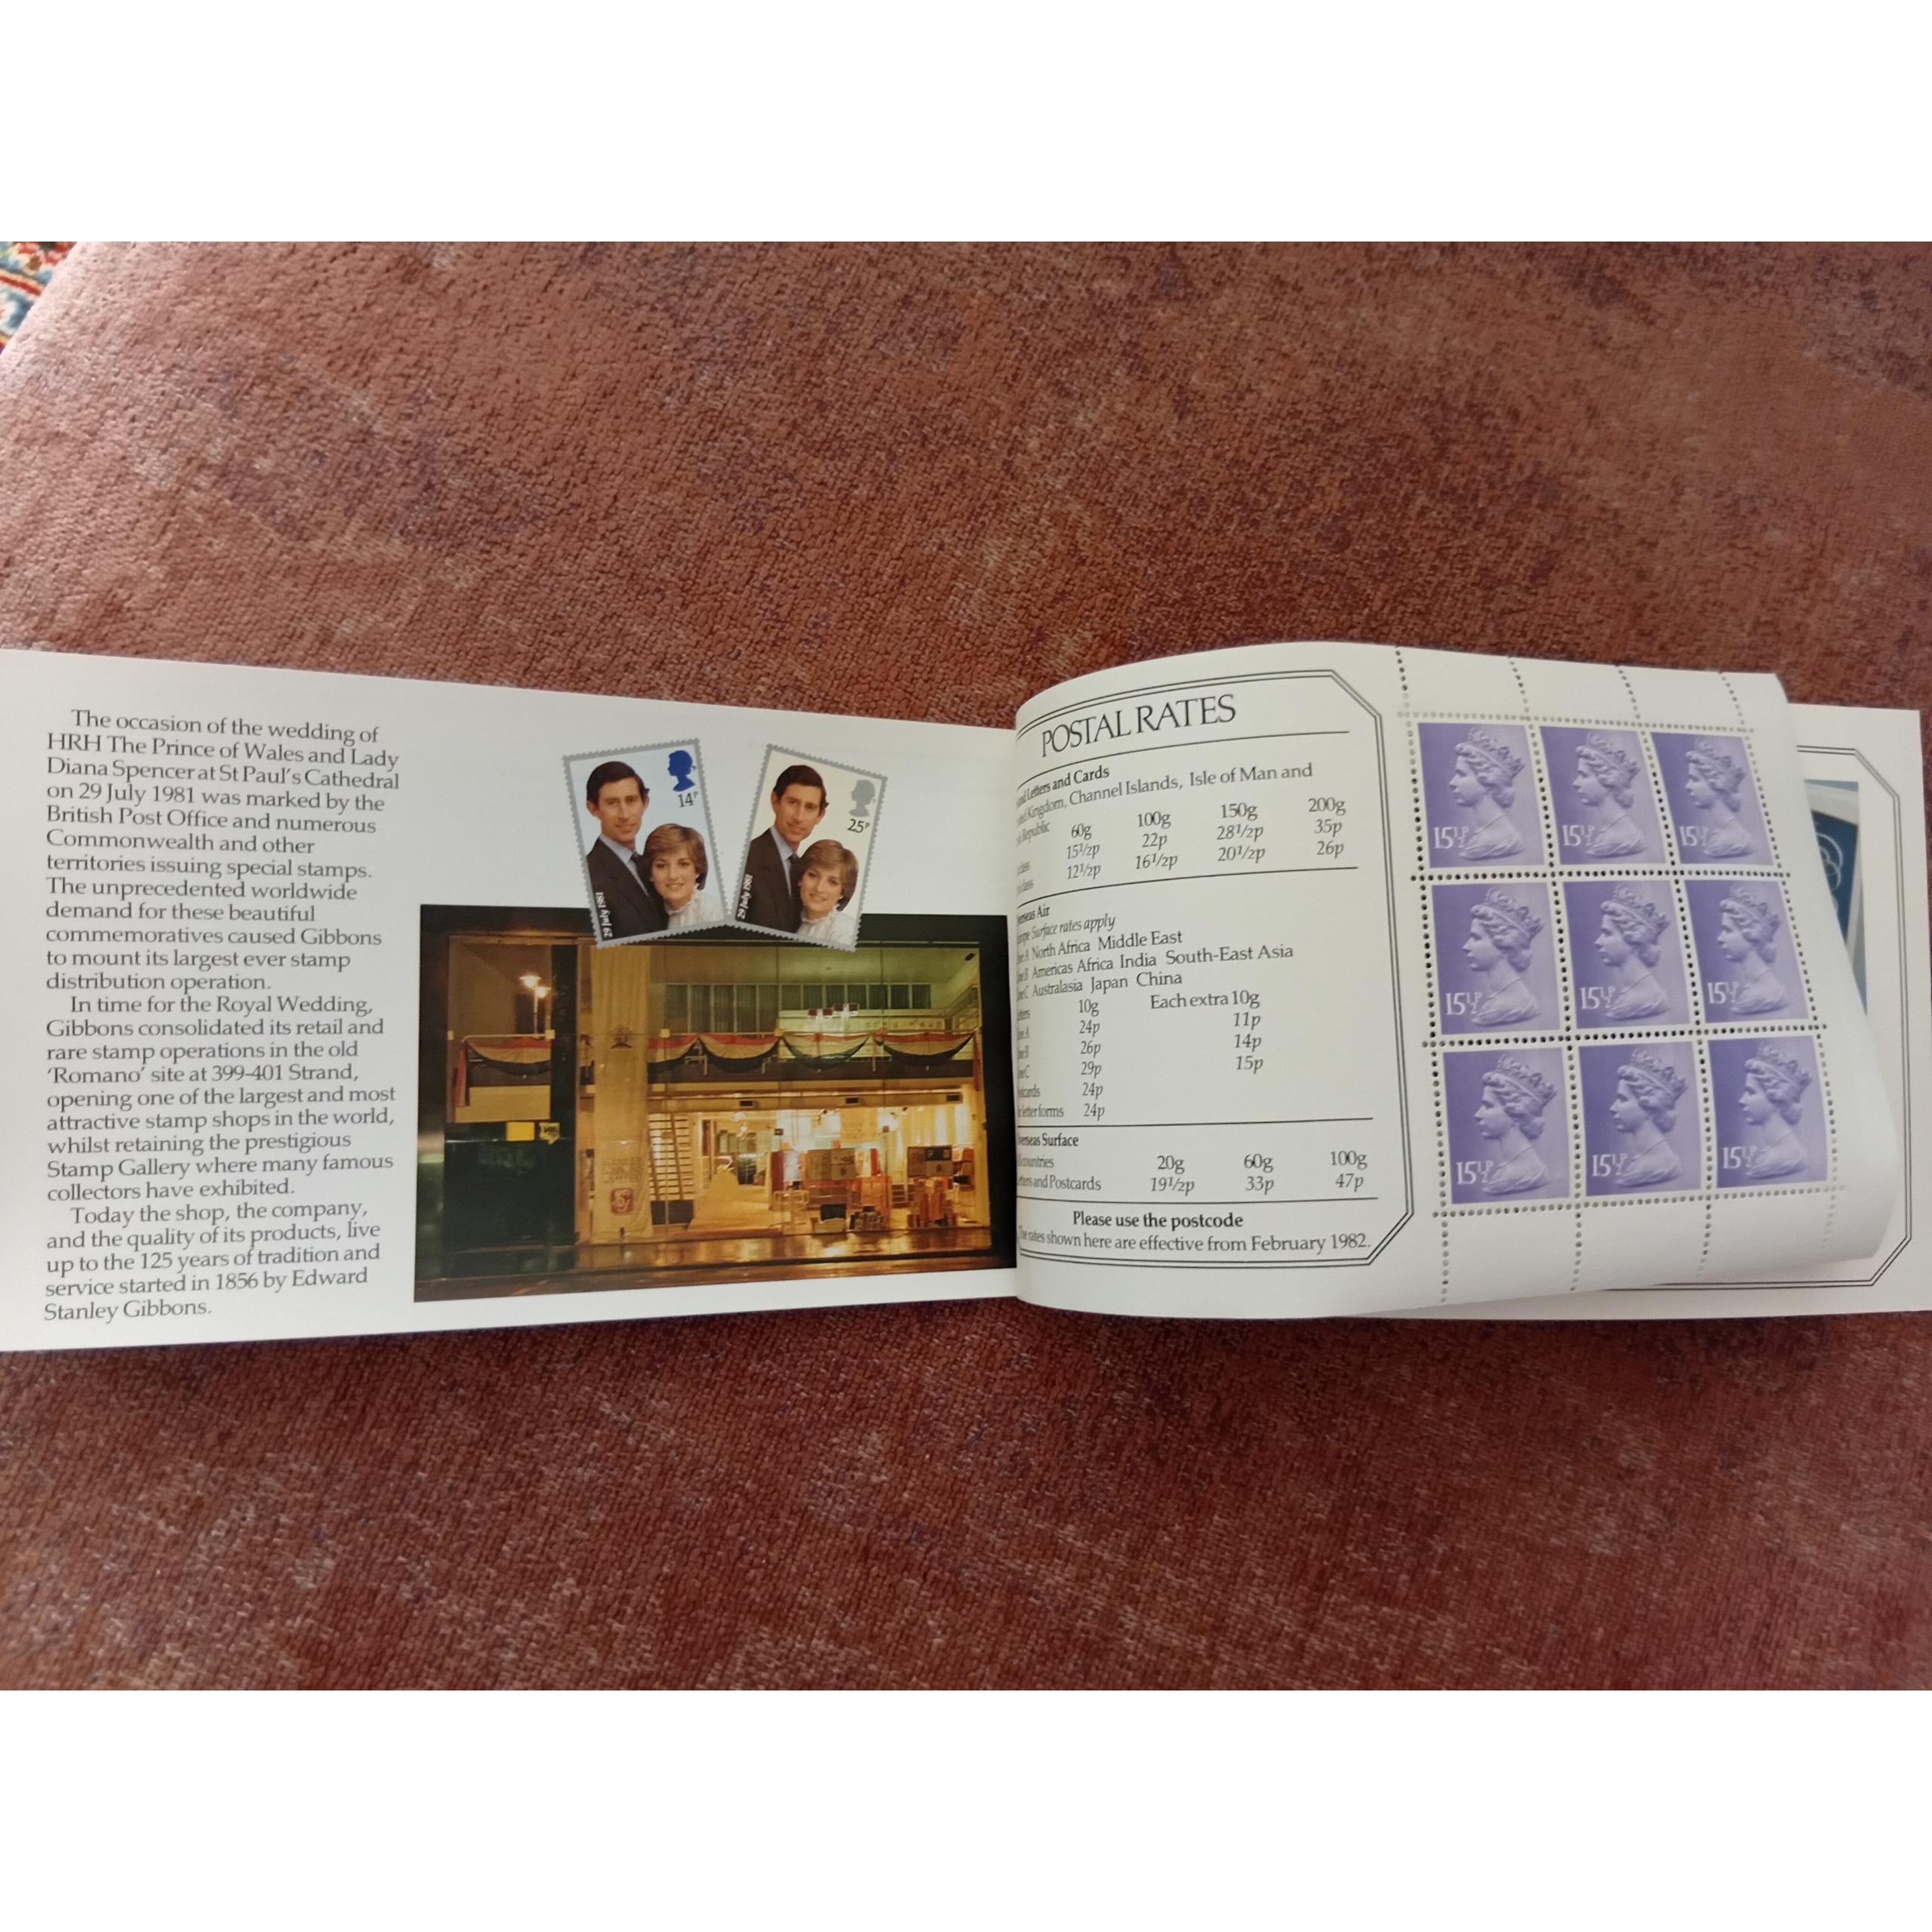 The occasion of the wedding of
HRH The Prince of Wales and Lady
Diana Spencer at St Paul's Cathedral
on 29 July 1981 was marked by the
British Post Office and numerous
Commonwealth and other
territories issuing special stamps.
The unprecedented worldwide
demand for these beautiful
commemoratives caused Gibbons
to mount its largest ever stamp
distribution operation.
In time for the Royal Wedding,
Gibbons consolidated its retail and
rare stamp operations in the old
'Romano' site at 399-401 Strand,
opening one of the largest and most
attractive stamp shops in the world,
whilst retaining the prestigious
Stamp Gallery where many famous
collectors have exhibited.
Today the shop, the company,
and the quality of its products, live
up to the 125 years of tradition and
service started in 1856 by Edward
Stanley Gibbons.
14P
29 July 1981
25P
29 July 1981
POSTAL RATES
Letters and Cards
Kingdom, Channel Islands, Isle of Man and
Republic
60g 100g 150g 200g
15½p 22p 28½p 35p
12½p 16½p 20½p 26p
Air
Surface rates apply
A North Africa Middle East
B Americas Africa India South-East Asia
C Australasia Japan China
10g Each extra 10g
A 24p 11p
B 26p 14p
C 29p 15p
24p
letter forms 24p
Surface
countries 20g 60g 100g
and Postcards 19½p 33p 47p
Please use the postcode
rates shown here are effective from February 1982.
15½P 15½P 15½P
15½P 15½P 15½P
15½P 15½P 15½P